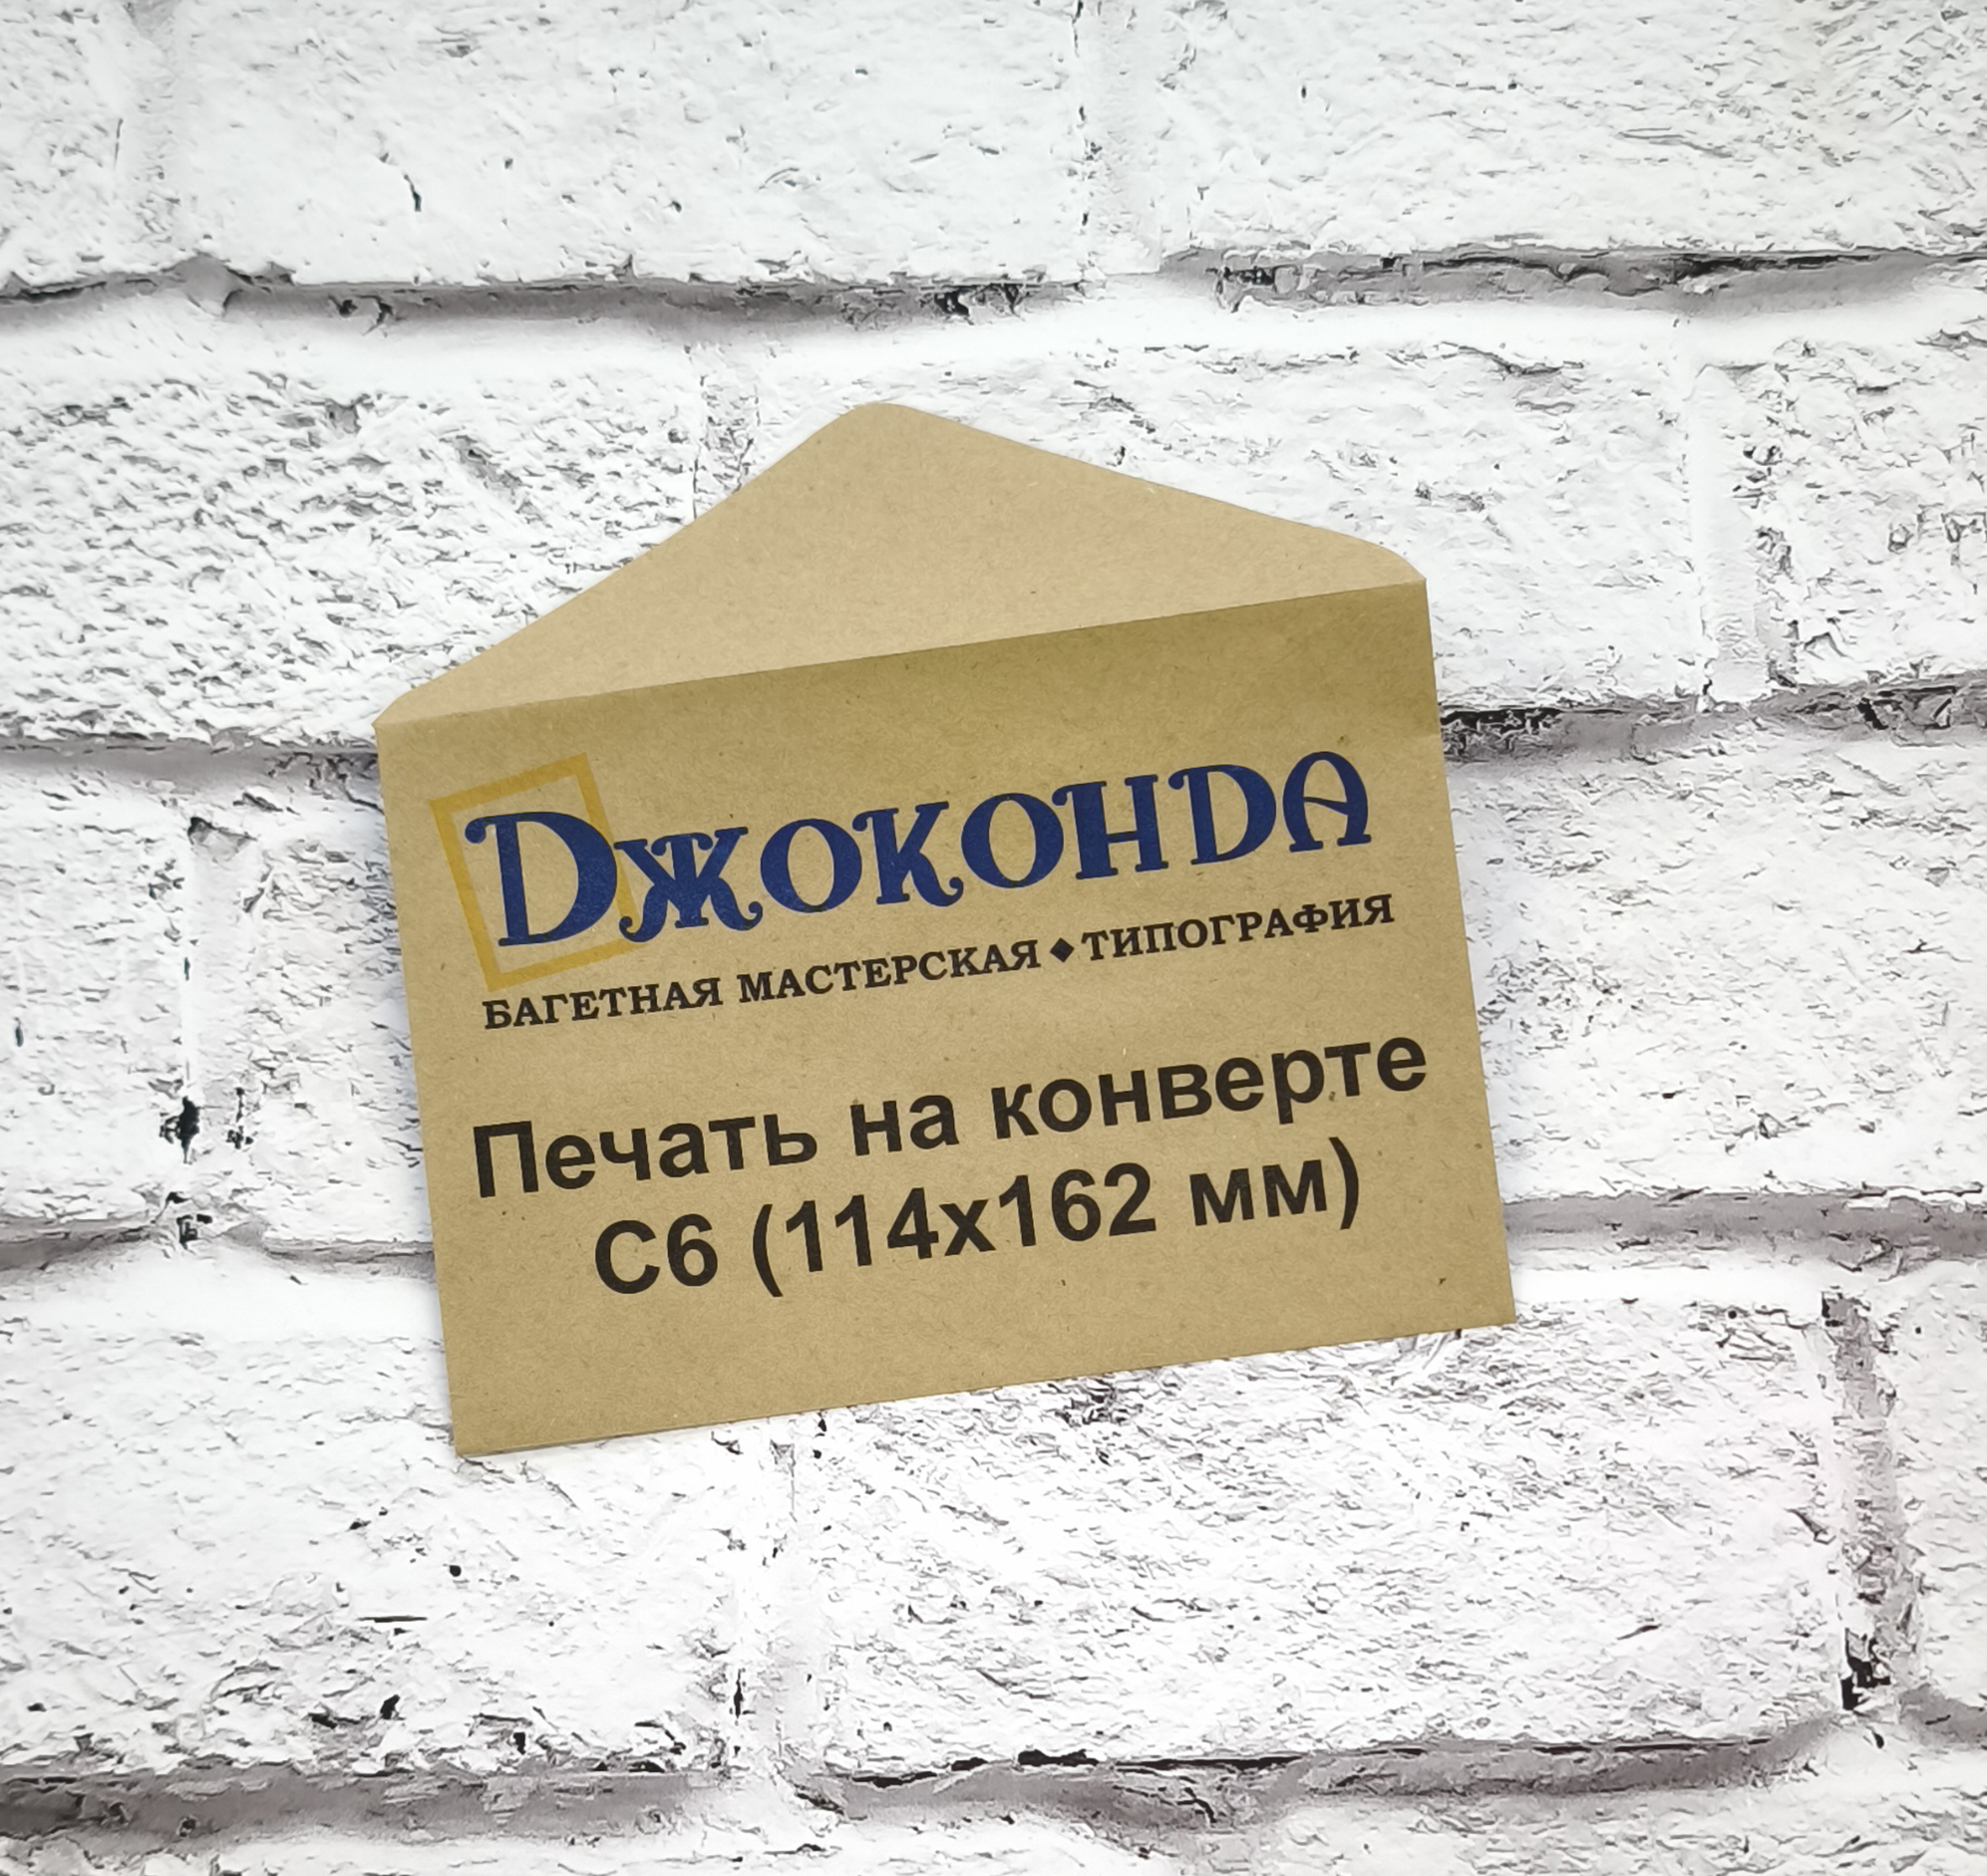 Джоконда
БАГЕТНАЯ МАСТЕРСКАЯ ◆ ТИПОГРАФИЯ
Печать на конверте
С6 (114х162 мм)